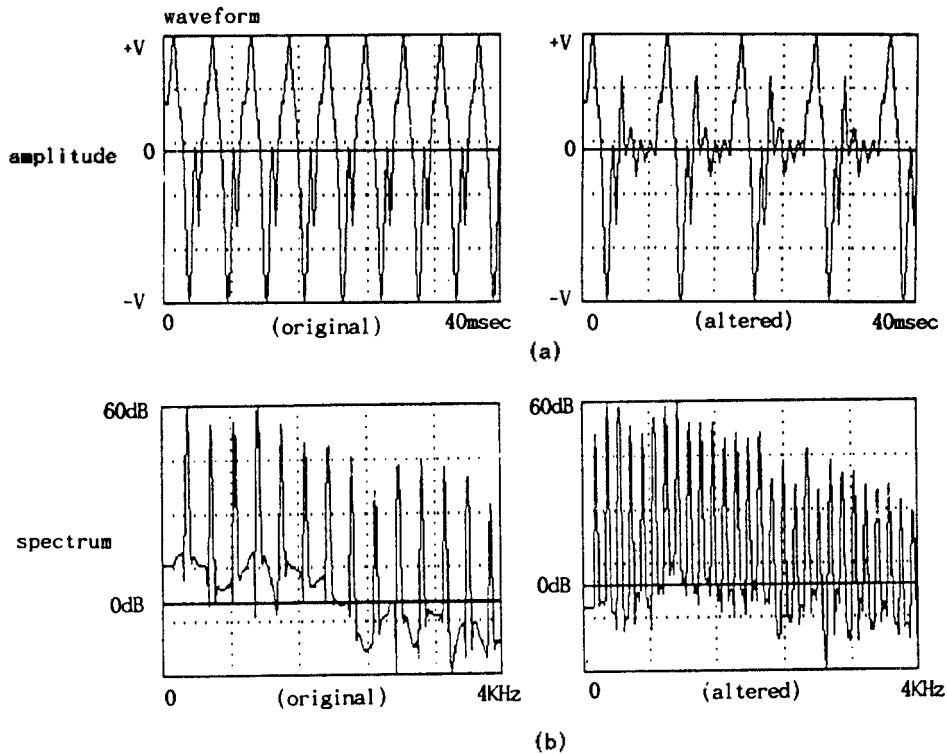 waveform
+V
amplitude
0
-V
0
(original)
40msec
+V
0
-V
0
(altered)
40msec
(a)
60dB
spectrum
0dB
0
(original)
4KHz
60dB
0dB
0
(altered)
4KHz
(b)